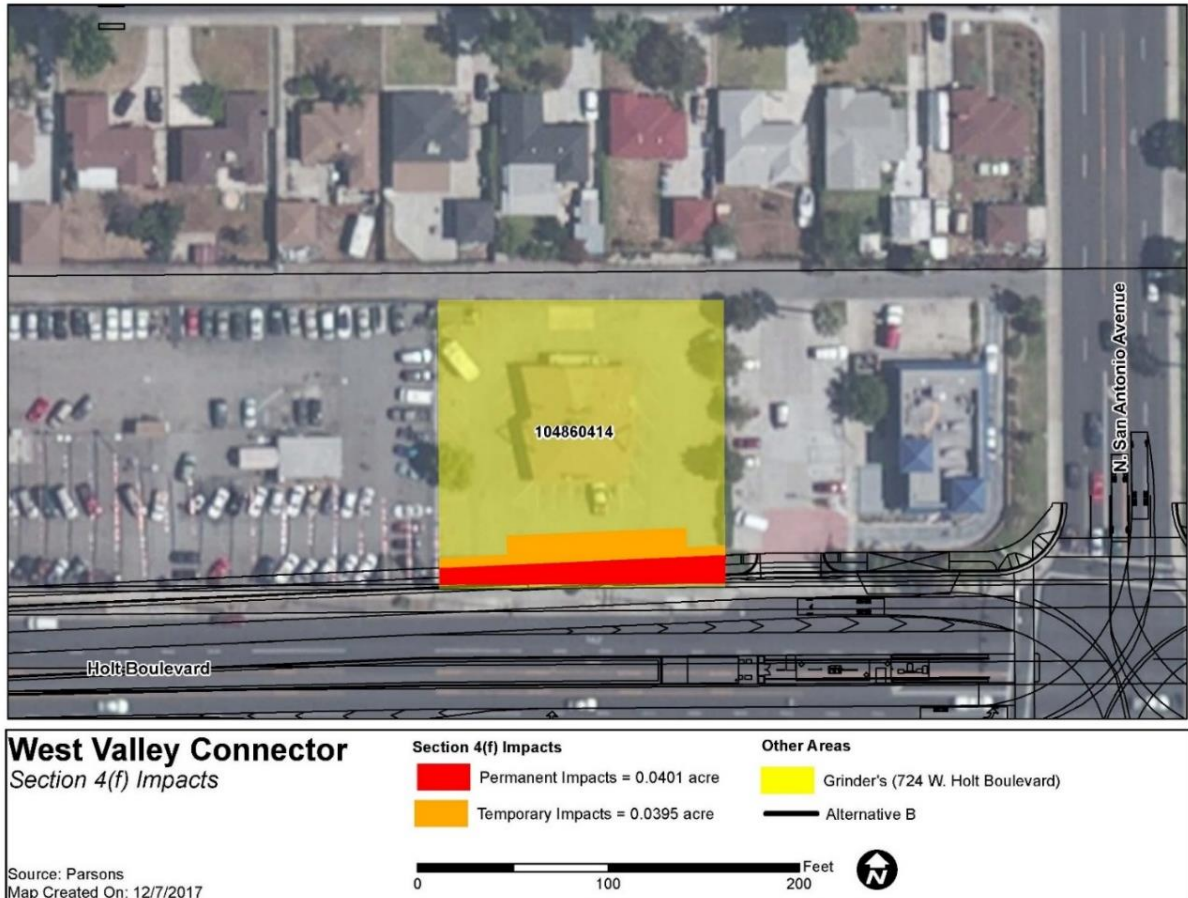 104860414
N. San Antonio Avenue
Holt Boulevard
West Valley Connector
Section 4(f) Impacts
Section 4(f) Impacts
Permanent Impacts = 0.0401 acre
Temporary Impacts = 0.0395 acre
Other Areas
Grinder's (724 W. Holt Boulevard)
Alternative B
Source: Parsons
Map Created On: 12/7/2017
Feet
0 100 200
N